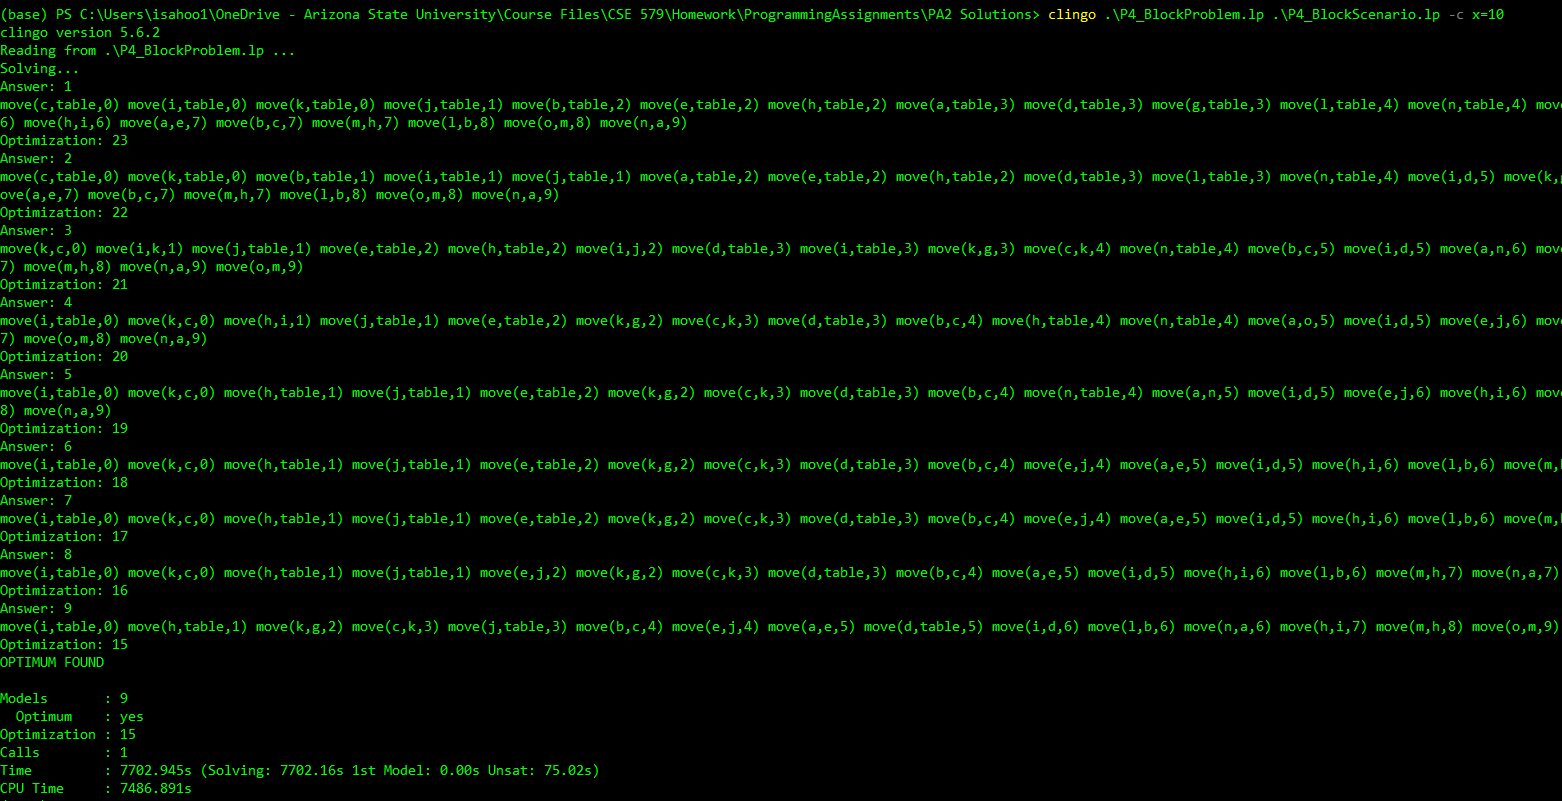 (base) PS C:\Users\isahoo1\OneDrive - Arizona State University\Course Files\CSE 579\Homework\ProgrammingAssignments\PA2 Solutions> clingo .\P4_BlockProblem.lp .\P4_BlockScenario.lp -c x=10
clingo version 5.6.2
Reading from .\P4_BlockProblem.lp ...
Solving...
Answer: 1
move(c,table,0) move(i,table,0) move(k,table,0) move(j,table,1) move(b,table,2) move(e,table,2) move(h,table,2) move(a,table,3) move(d,table,3) move(g,table,3) move(l,table,4) move(n,table,4) move
6) move(h,i,6) move(a,e,7) move(b,c,7) move(m,h,7) move(l,b,8) move(o,m,8) move(n,a,9)
Optimization: 23
Answer: 2
move(c,table,0) move(k,table,0) move(b,table,1) move(i,table,1) move(j,table,1) move(a,table,2) move(e,table,2) move(h,table,2) move(d,table,3) move(l,table,3) move(n,table,4) move(i,d,5) move(k,
ove(a,e,7) move(b,c,7) move(m,h,7) move(l,b,8) move(o,m,8) move(n,a,9)
Optimization: 22
Answer: 3
move(k,c,0) move(i,k,1) move(j,table,1) move(e,table,2) move(h,table,2) move(i,j,2) move(d,table,3) move(i,table,3) move(k,g,3) move(c,k,4) move(n,table,4) move(b,c,5) move(i,d,5) move(a,n,6) move
7) move(m,h,8) move(n,a,9) move(o,m,9)
Optimization: 21
Answer: 4
move(i,table,0) move(k,c,0) move(h,i,1) move(j,table,1) move(e,table,2) move(k,g,2) move(c,k,3) move(d,table,3) move(b,c,4) move(h,table,4) move(n,table,4) move(a,o,5) move(i,d,5) move(e,j,6) move
7) move(o,m,8) move(n,a,9)
Optimization: 20
Answer: 5
move(i,table,0) move(k,c,0) move(h,table,1) move(j,table,1) move(e,table,2) move(k,g,2) move(c,k,3) move(d,table,3) move(b,c,4) move(n,table,4) move(a,n,5) move(i,d,5) move(e,j,6) move(h,i,6) move
8) move(n,a,9)
Optimization: 19
Answer: 6
move(i,table,0) move(k,c,0) move(h,table,1) move(j,table,1) move(e,table,2) move(k,g,2) move(c,k,3) move(d,table,3) move(b,c,4) move(e,j,4) move(a,e,5) move(i,d,5) move(h,i,6) move(l,b,6) move(m,
Optimization: 18
Answer: 7
move(i,table,0) move(k,c,0) move(h,table,1) move(j,table,1) move(e,table,2) move(k,g,2) move(c,k,3) move(d,table,3) move(b,c,4) move(e,j,4) move(a,e,5) move(i,d,5) move(h,i,6) move(l,b,6) move(m,
Optimization: 17
Answer: 8
move(i,table,0) move(k,c,0) move(h,table,1) move(j,table,1) move(e,j,2) move(k,g,2) move(c,k,3) move(d,table,3) move(b,c,4) move(a,e,5) move(i,d,5) move(h,i,6) move(l,b,6) move(m,h,7) move(n,a,7)
Optimization: 16
Answer: 9
move(i,table,0) move(h,table,1) move(k,g,2) move(c,k,3) move(j,table,3) move(b,c,4) move(e,j,4) move(a,e,5) move(d,table,5) move(i,d,6) move(l,b,6) move(n,a,6) move(h,i,7) move(m,h,8) move(o,m,9)
Optimization: 15
OPTIMUM FOUND

Models       : 9
  Optimum    : yes
Optimization : 15
Calls        : 1
Time         : 7702.945s (Solving: 7702.16s 1st Model: 0.00s Unsat: 75.02s)
CPU Time     : 7486.891s